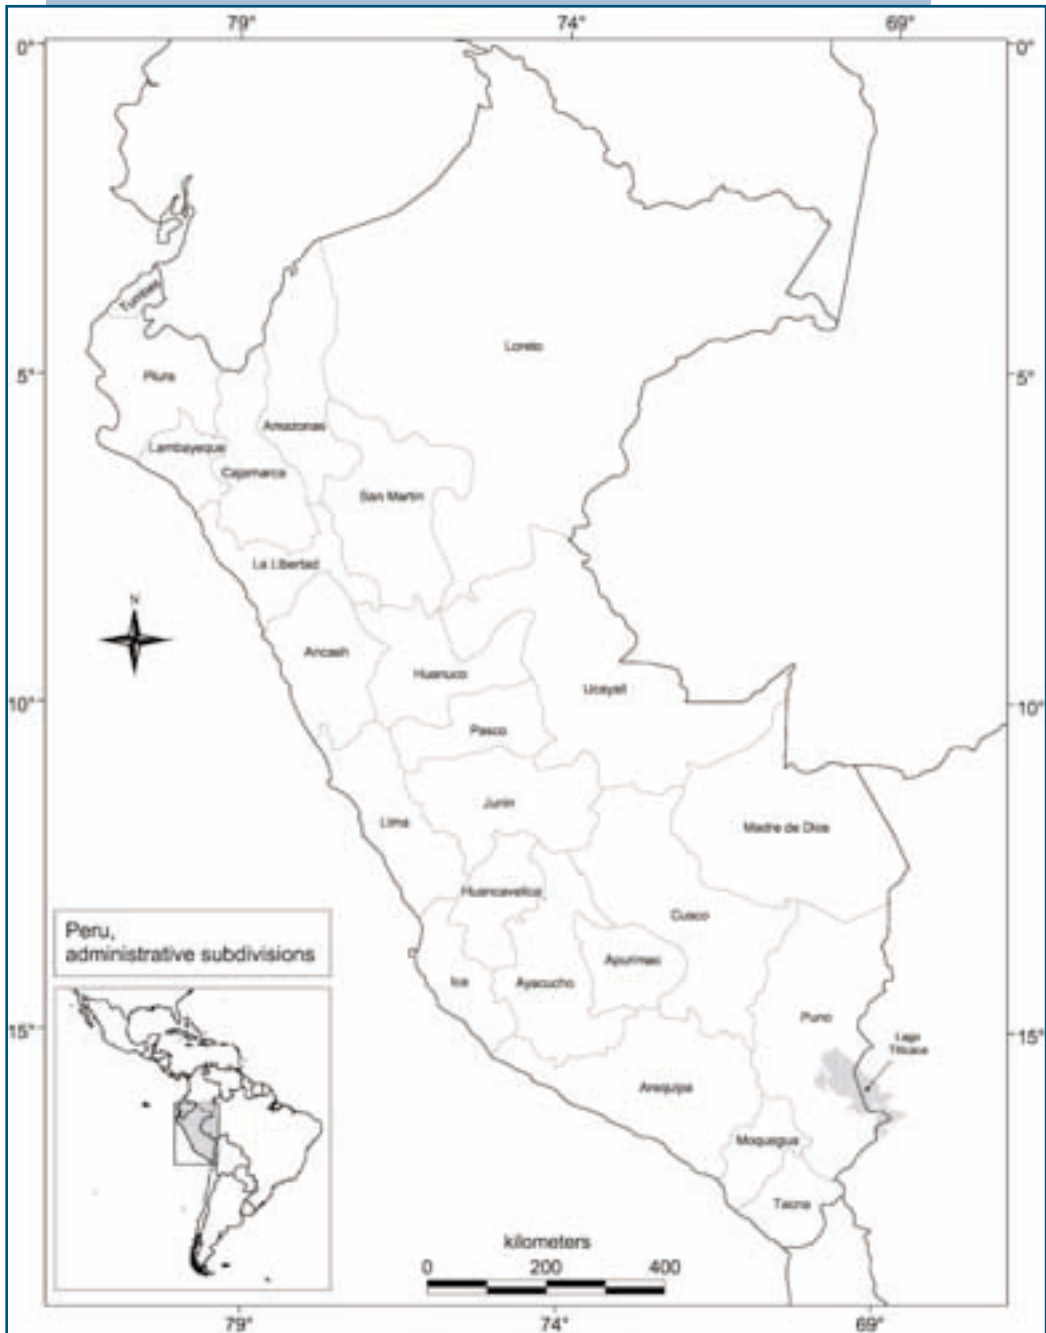 79°
74°
69°
0°
0°
Tumbes
Loreto
5°
Piura
5°
Amazonas
Lambayeque
Cajamarca
San Martin
La Libertad
N
Ancash
Huanuco
Ucayali
10°
10°
Pasco
Junin
Lima
Madre de Dios
Huancavelica
Cusco
Peru,
administrative subdivisions
Apurimac
Ica
Ayacucho
Puno
15°
15°
Lago
Titicaca
Arequipa
Moquegua
Tacna
kilometers
0
200
400
79°
74°
69°